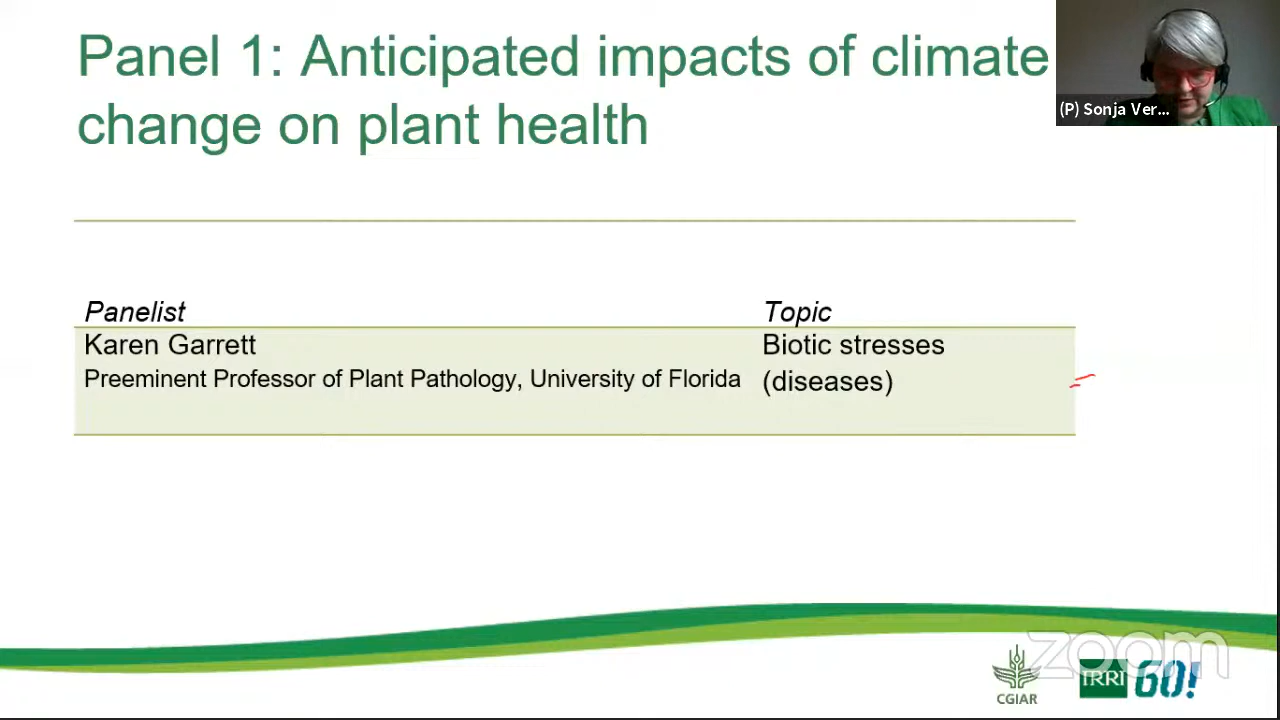 Panel 1: Anticipated impacts of climate
change on plant health
(P) Sonja Ver...
Panelist
Topic
Karen Garrett
Biotic stresses
Preeminent Professor of Plant Pathology, University of Florida
(diseases)
zoom
CGIAR
IRRI 60!